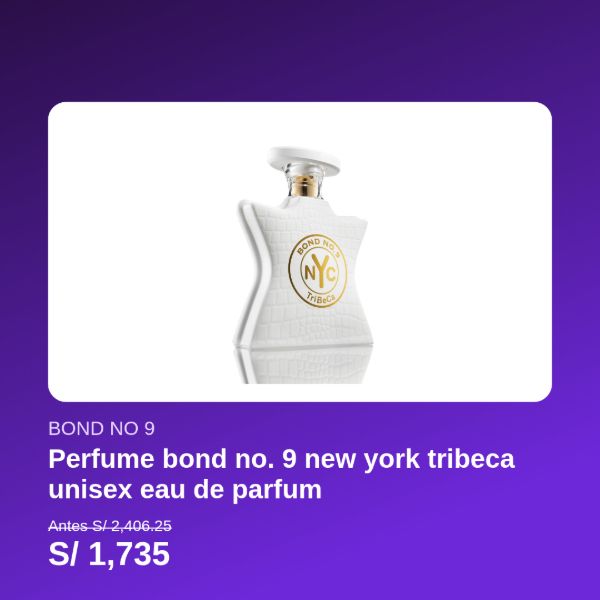 BOND NO.9
NYC
TriBeCa
BOND NO 9
Perfume bond no. 9 new york tribeca
unisex eau de parfum
Antes S/ 2,406.25
S/ 1,735